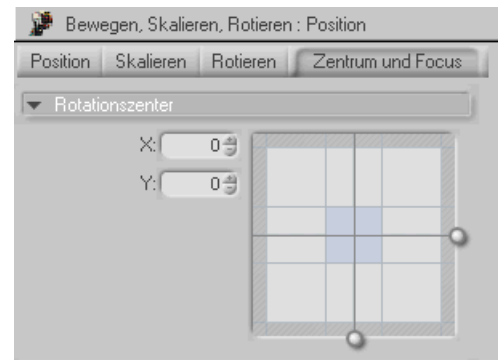 Bewegen, Skalieren, Rotieren : Position
Position Skalieren Rotieren Zentrum und Focus
Rotationszenter
X: 0
Y: 0